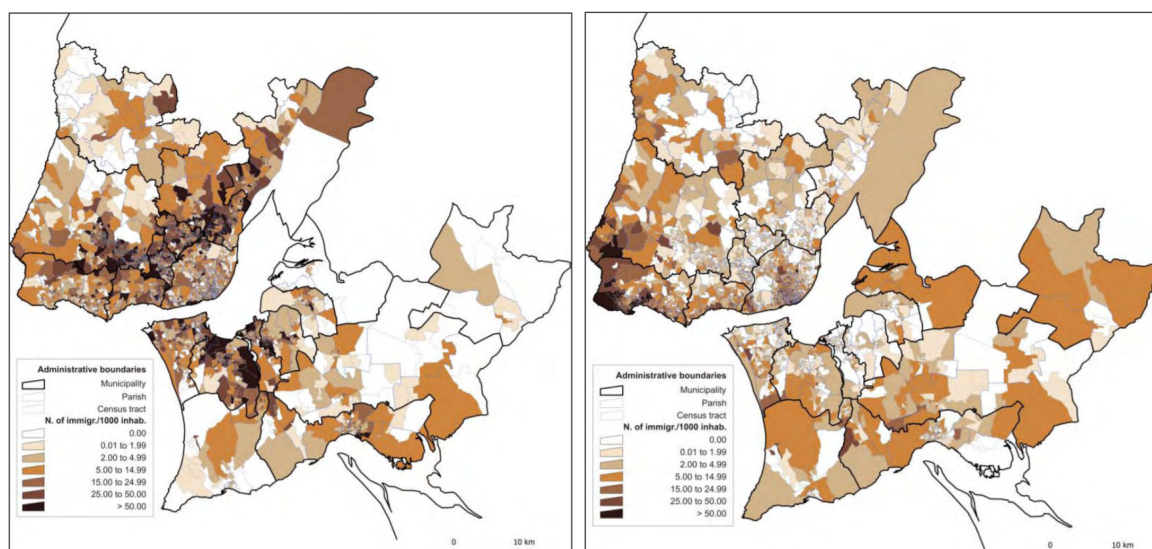 Administrative boundaries
Municipality
Parish
Census tract
N. of immigr./1000 inhab.
0.00
0.01 to 1.99
2.00 to 4.99
5.00 to 14.99
15.00 to 24.99
25.00 to 50.00
> 50.00
0 10 km
Administrative boundaries
Municipality
Parish
Census tract
N. of immigr./1000 inhab.
0.00
0.01 to 1.99
2.00 to 4.99
5.00 to 14.99
15.00 to 24.99
25.00 to 50.00
> 50.00
0 10 km